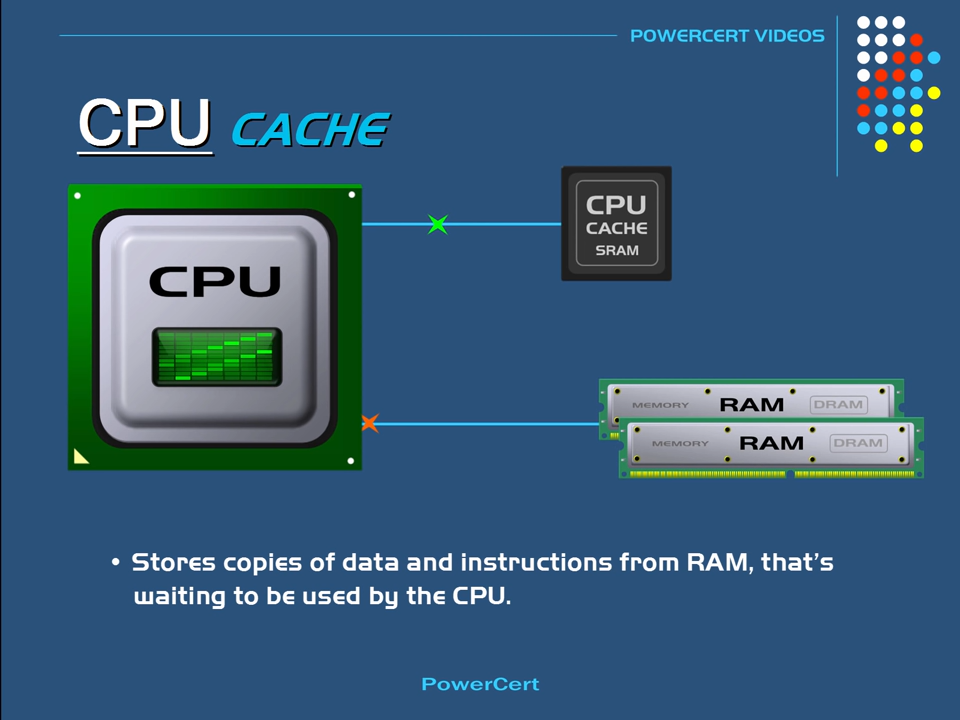 POWERCERT VIDEOS
CPU CACHE
CPU
CPU
CACHE
SRAM
MEMORY RAM DRAM
MEMORY RAM DRAM
• Stores copies of data and instructions from RAM, that's
waiting to be used by the CPU.
PowerCert